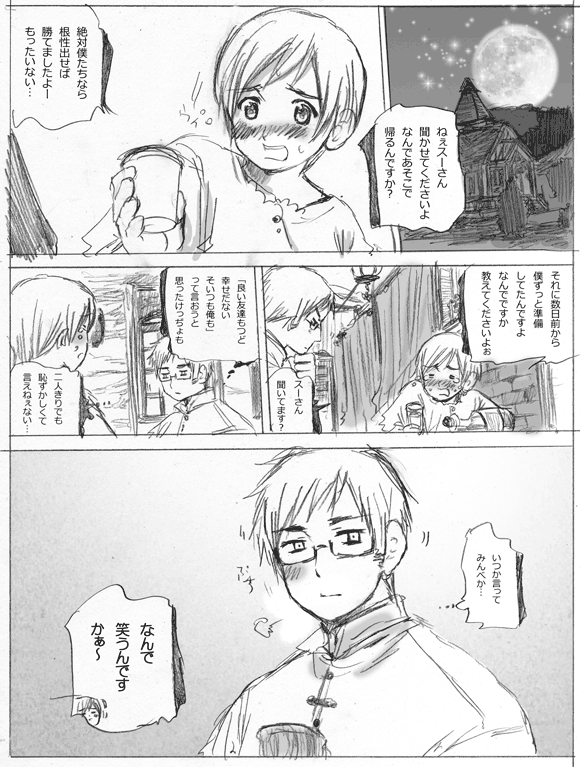 ねぇスーさん
聞かせてくださいよ
なんであそこで
帰るんですか?
絶対僕たちなら
根性出せば
勝てましたよー
もったいない…
それに数日前から
僕ずっと準備
してたんですよ
なんでですか
教えてくださいよぉ
スーさん
聞いてます?
「良い友達もつど
幸せだない
そいつも俺も」
って言おうと
思ったけっぢょも
二人きりでも
恥ずかしくて
言えねぇない…
いつか言って
みんべか…
なんで
笑うんです
かぁ~